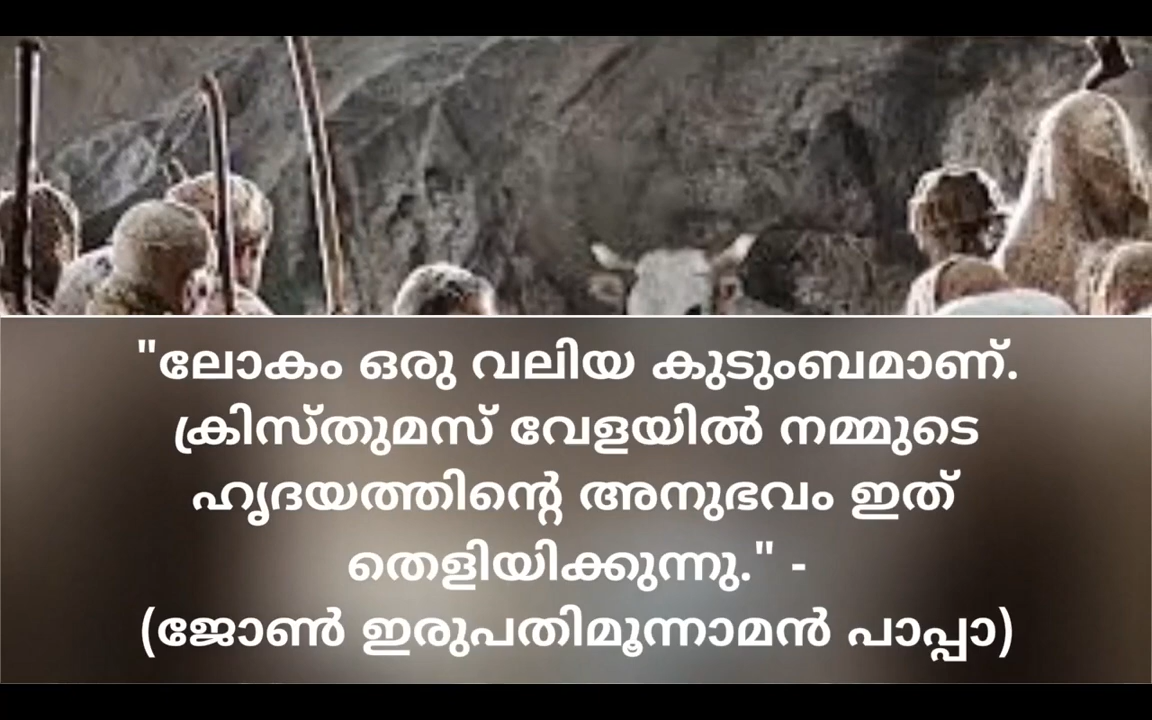 "ലോകം ഒരു വലിയ കുടുംബമാണ്.
ക്രിസ്തുമസ് വേളയിൽ നമ്മുടെ
ഹൃദയത്തിന്റെ അനുഭവം ഇത്
തെളിയിക്കുന്നു." -
(ജോൺ ഇരുപതിമൂന്നാമൻ പാപ്പാ)